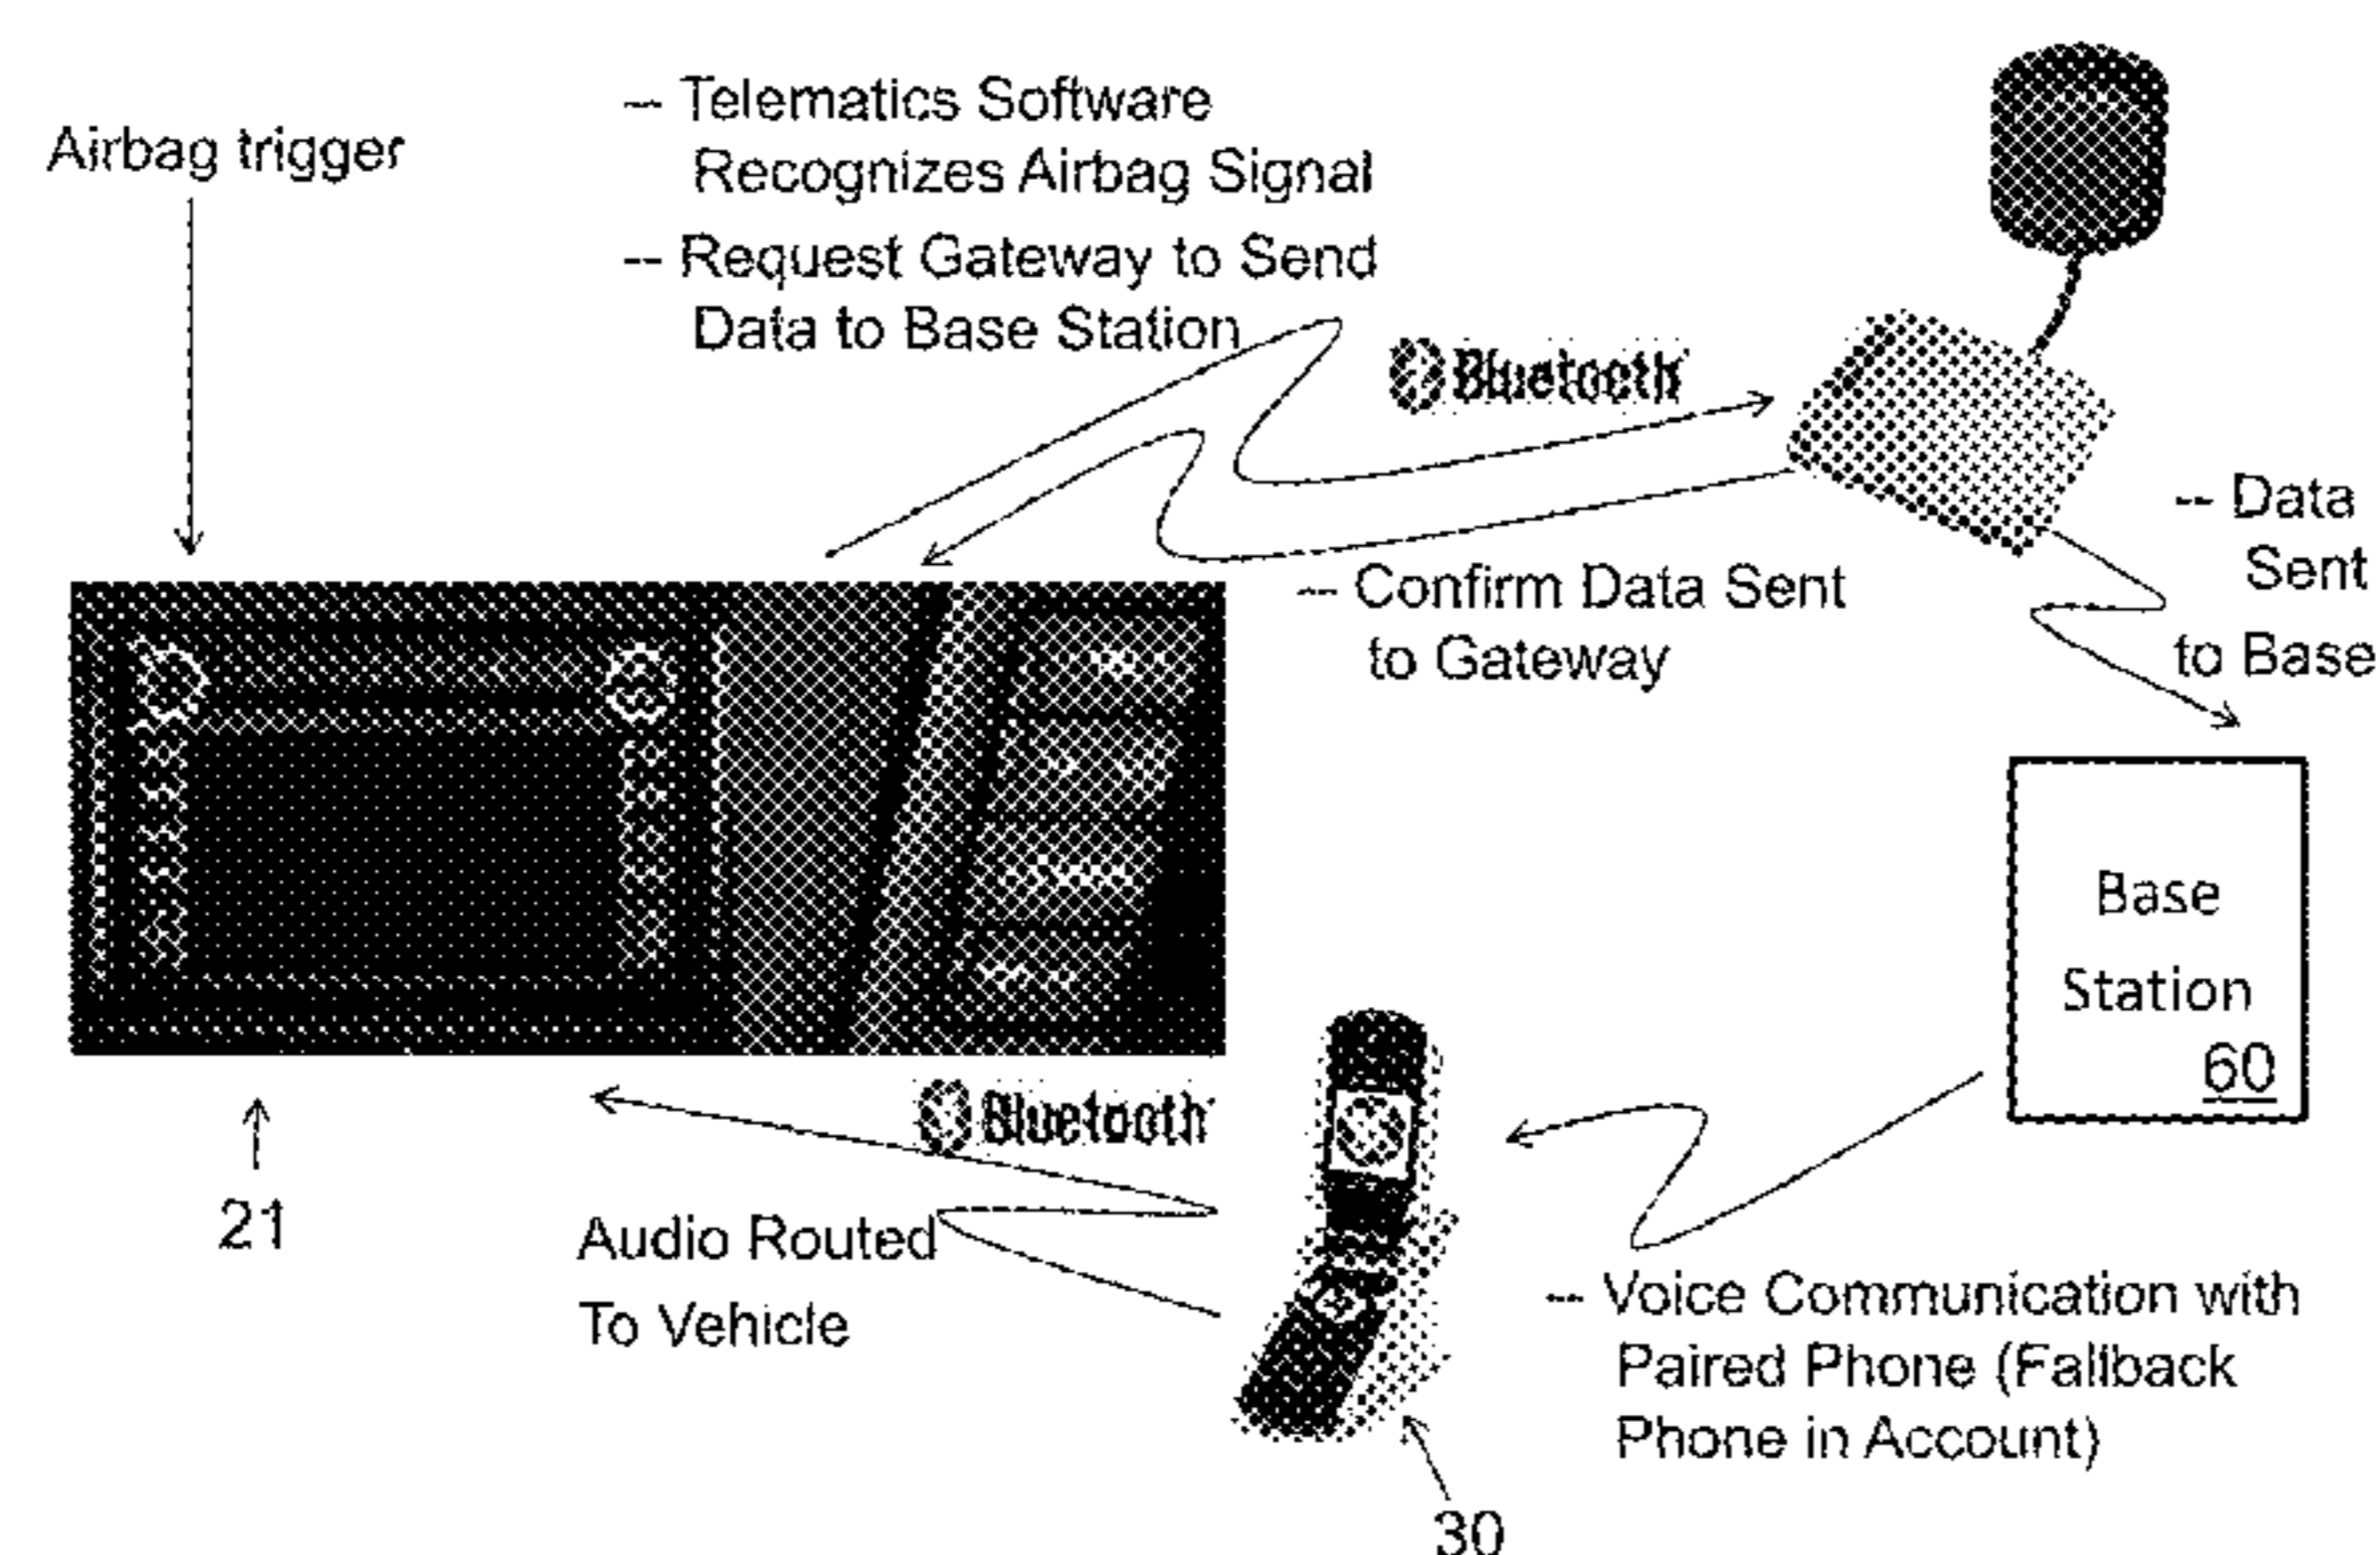 Airbag trigger
-- Telematics Software
Recognizes Airbag Signal
-- Request Gateway to Send
Data to Base Station
Bluetooth
-- Data
Sent
to Base
-- Confirm Data Sent
to Gateway
Base
Station
60
Bluetooth
21
Audio Routed
To Vehicle
-- Voice Communication with
Paired Phone (Fallback
Phone in Account)
30